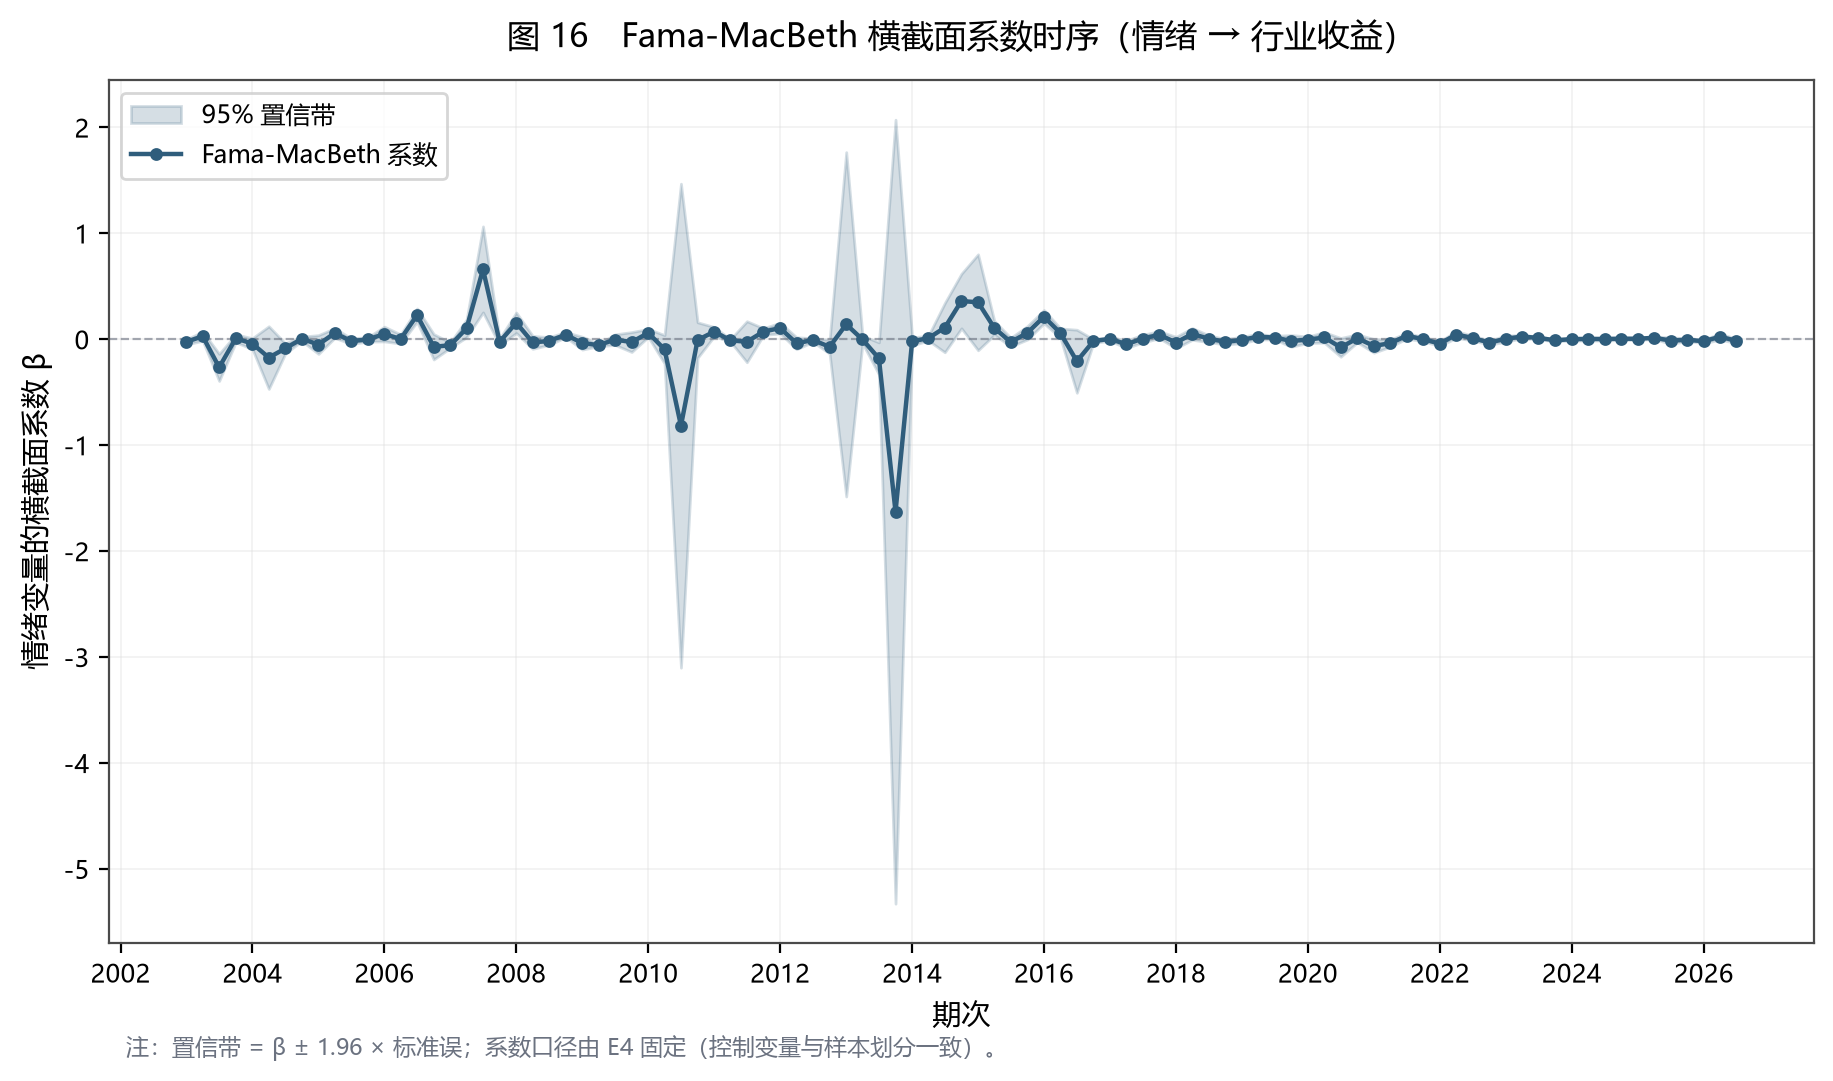 图 16　Fama-MacBeth 横截面系数时序（情绪 → 行业收益）
95% 置信带
Fama-MacBeth 系数
情绪变量的横截面系数 β
2
1
0
-1
-2
-3
-4
-5
2002 2004 2006 2008 2010 2012 2014 2016 2018 2020 2022 2024 2026
期次
注：置信带 = β ± 1.96 × 标准误；系数口径由 E4 固定（控制变量与样本划分一致）。